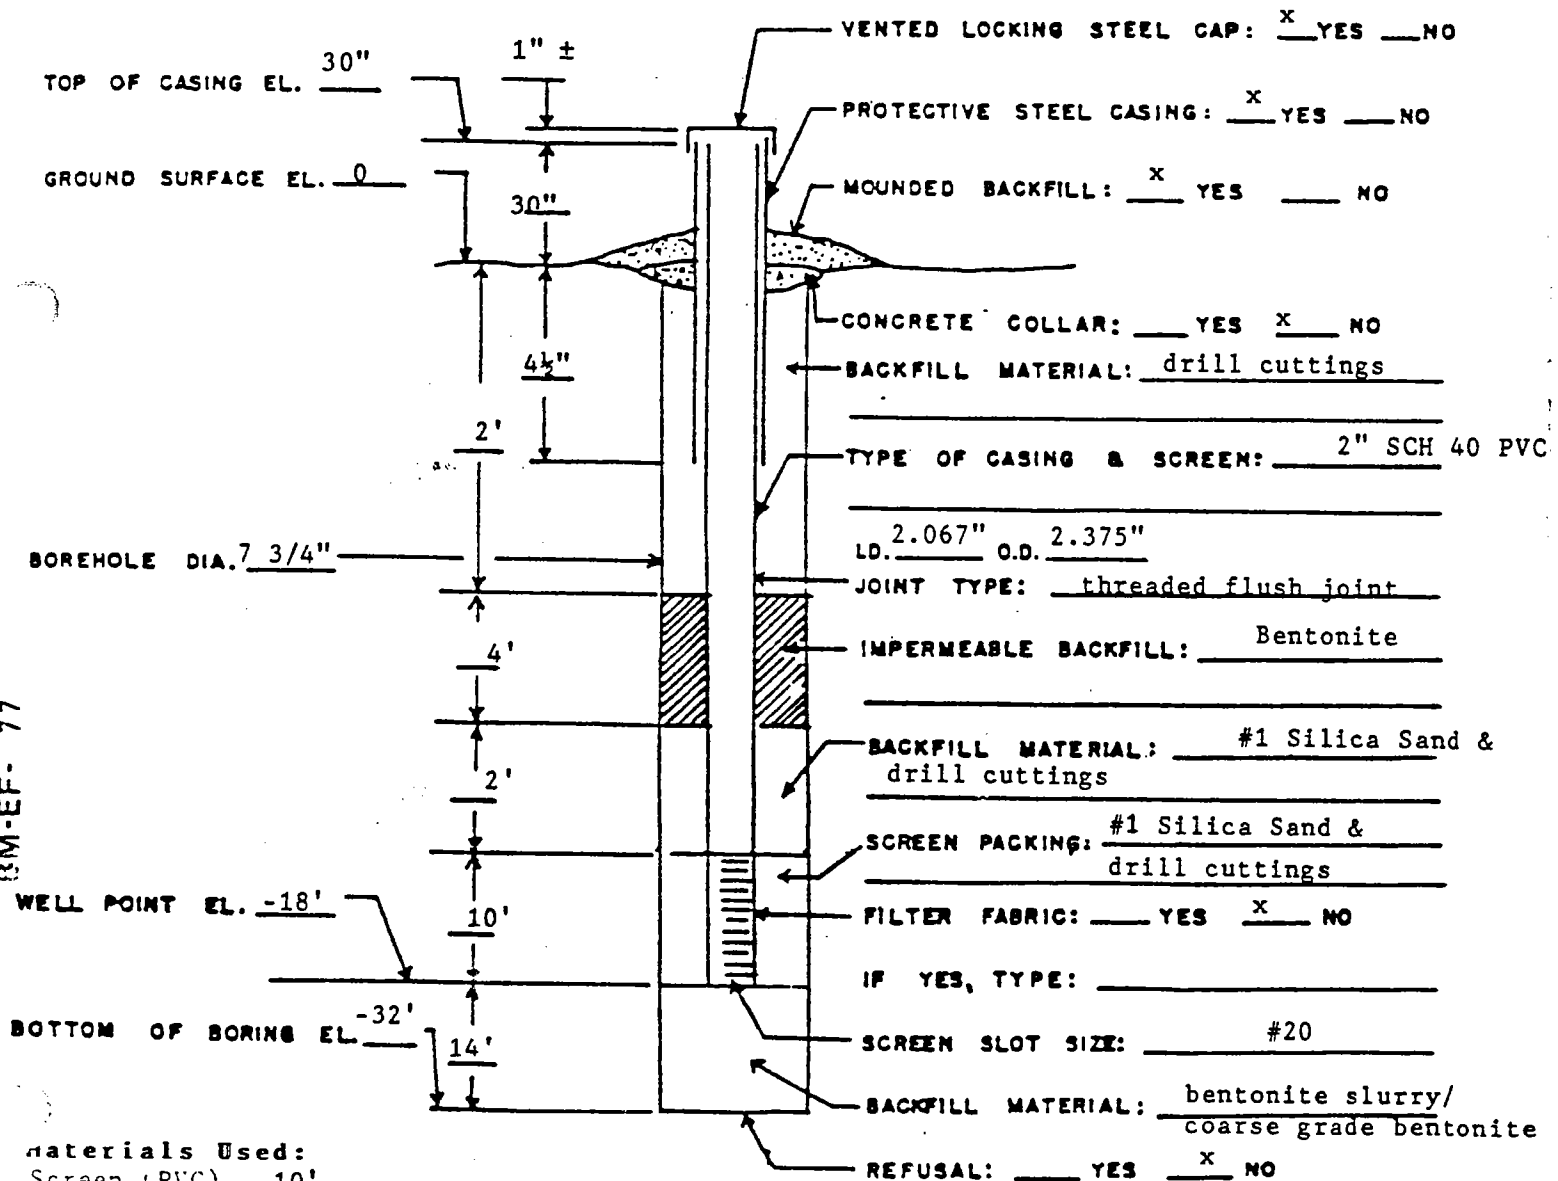 VENTED LOCKING STEEL CAP: x YES NO
1" ±
TOP OF CASING EL. 30"
PROTECTIVE STEEL CASING: x YES NO
GROUND SURFACE EL. 0
MOUNDED BACKFILL: x YES NO
30"
CONCRETE COLLAR: YES x NO
4½"
BACKFILL MATERIAL: drill cuttings
2'
TYPE OF CASING & SCREEN: 2" SCH 40 PVC
I.D. 2.067" O.D. 2.375"
BOREHOLE DIA. 7 3/4"
JOINT TYPE: threaded flush joint
4'
IMPERMEABLE BACKFILL: Bentonite
BACKFILL MATERIAL: #1 Silica Sand &
drill cuttings
2'
SCREEN PACKING: #1 Silica Sand &
drill cuttings
WELL POINT EL. -18'
10'
FILTER FABRIC: YES x NO
IF YES, TYPE:
BOTTOM OF BORING EL. -32'
14'
SCREEN SLOT SIZE: #20
BACKFILL MATERIAL: bentonite slurry/
coarse grade bentonite
REFUSAL: YES x NO
Materials Used:
Screen (PVC) 10'
RM-EF- 77